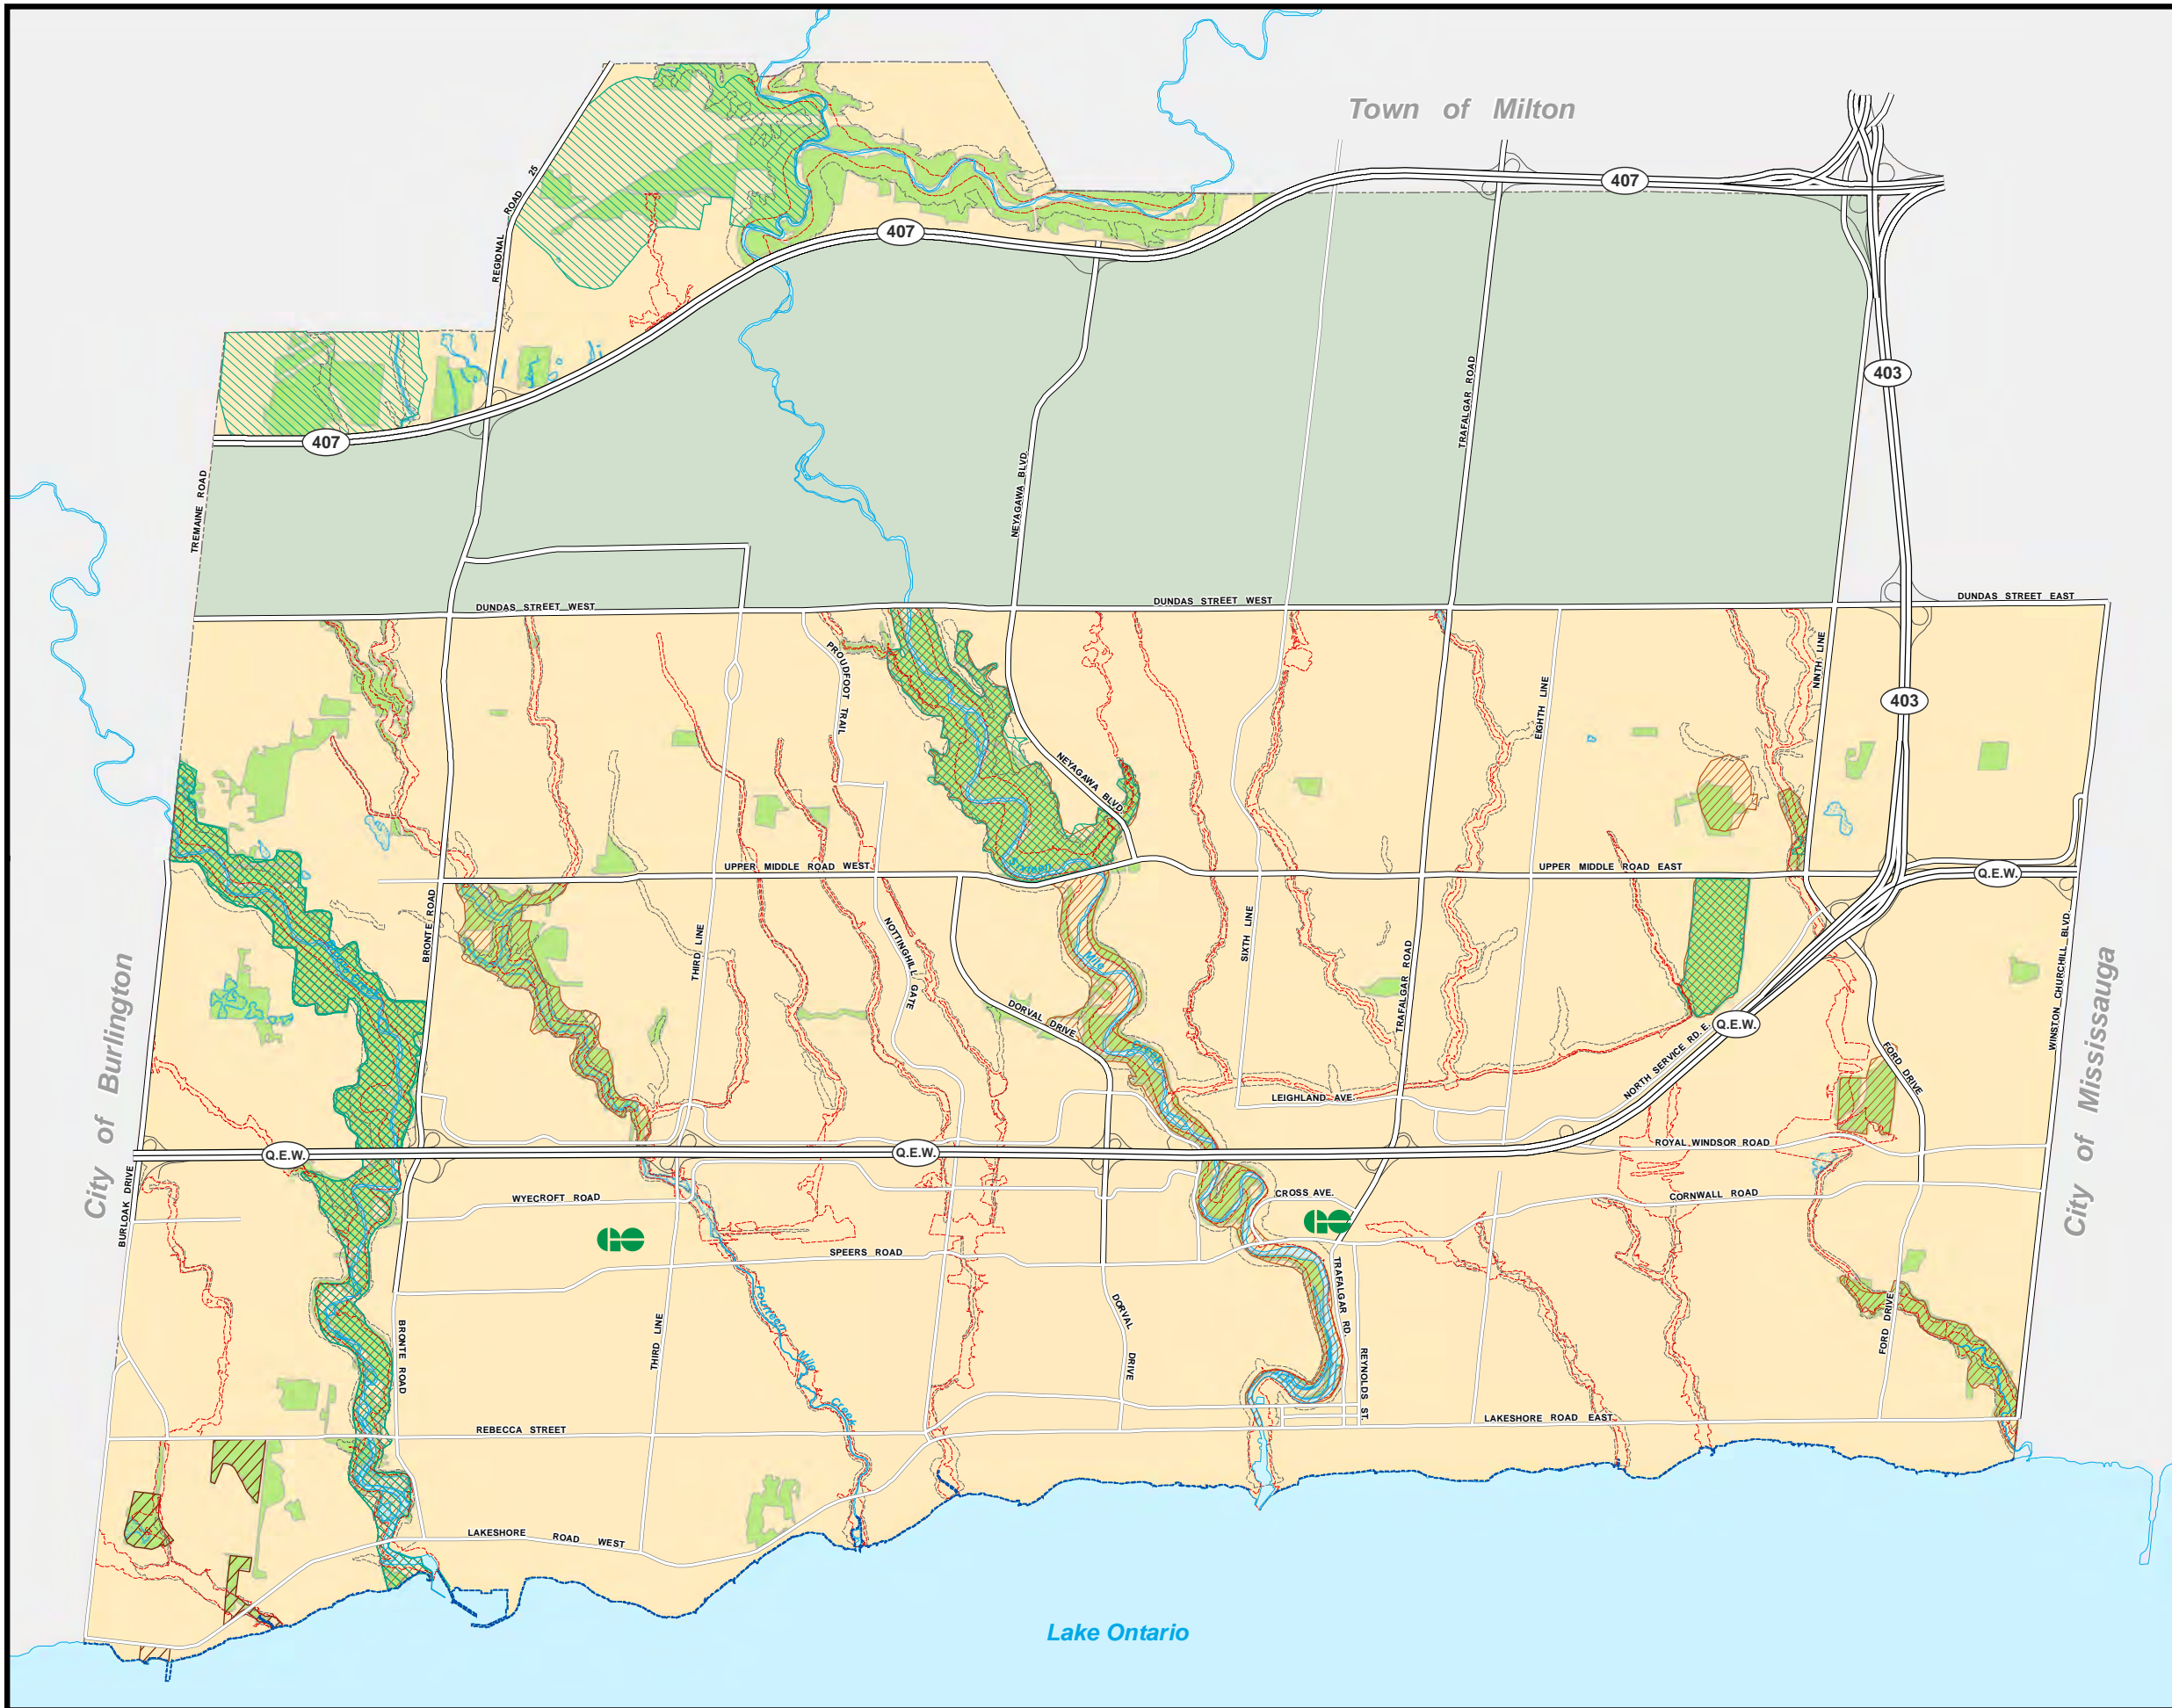 Town of Milton
407
407
REGIONAL ROAD 25
403
TRAFALGAR ROAD
407
NEYAGAWA BLVD.
TREMAINE ROAD
DUNDAS STREET WEST
DUNDAS STREET WEST
DUNDAS STREET EAST
PROUDFOOT TRAIL
NINTH LINE
EIGHTH LINE
403
NEYAGAWA BLVD.
UPPER MIDDLE ROAD WEST
UPPER MIDDLE ROAD EAST
Q.E.W.
BRONTE ROAD
THIRD LINE
NOTTINGHILL GATE
SIXTH LINE
TRAFALGAR ROAD
WINSTON CHURCHILL BLVD.
Mile
City of Burlington
City of Mississauga
DORVAL DRIVE
Creek
Q.E.W.
NORTH SERVICE RD. E.
FORD DRIVE
LEIGHLAND AVE.
Q.E.W.
Q.E.W.
ROYAL WINDSOR ROAD
BURLOAK DRIVE
WYECROFT ROAD
CROSS AVE.
CORNWALL ROAD
GO
GO
SPEERS ROAD
TRAFALGAR RD.
Fourteen
Mile
Creek
DORVAL DRIVE
THIRD LINE
BRONTE ROAD
REYNOLDS ST.
FORD DRIVE
REBECCA STREET
LAKESHORE ROAD EAST
LAKESHORE ROAD WEST
Lake Ontario